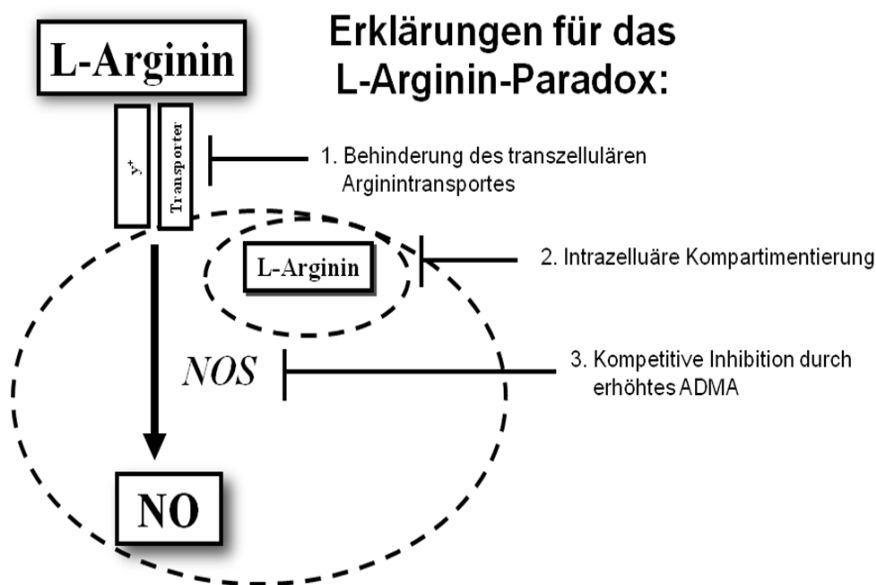 L-Arginin
Erklärungen für das
L-Arginin-Paradox:
y+
Transporter
1. Behinderung des transzellulären
Arginintransportes
L-Arginin
2. Intrazelluäre Kompartimentierung
NOS
3. Kompetitive Inhibition durch
erhöhtes ADMA
NO